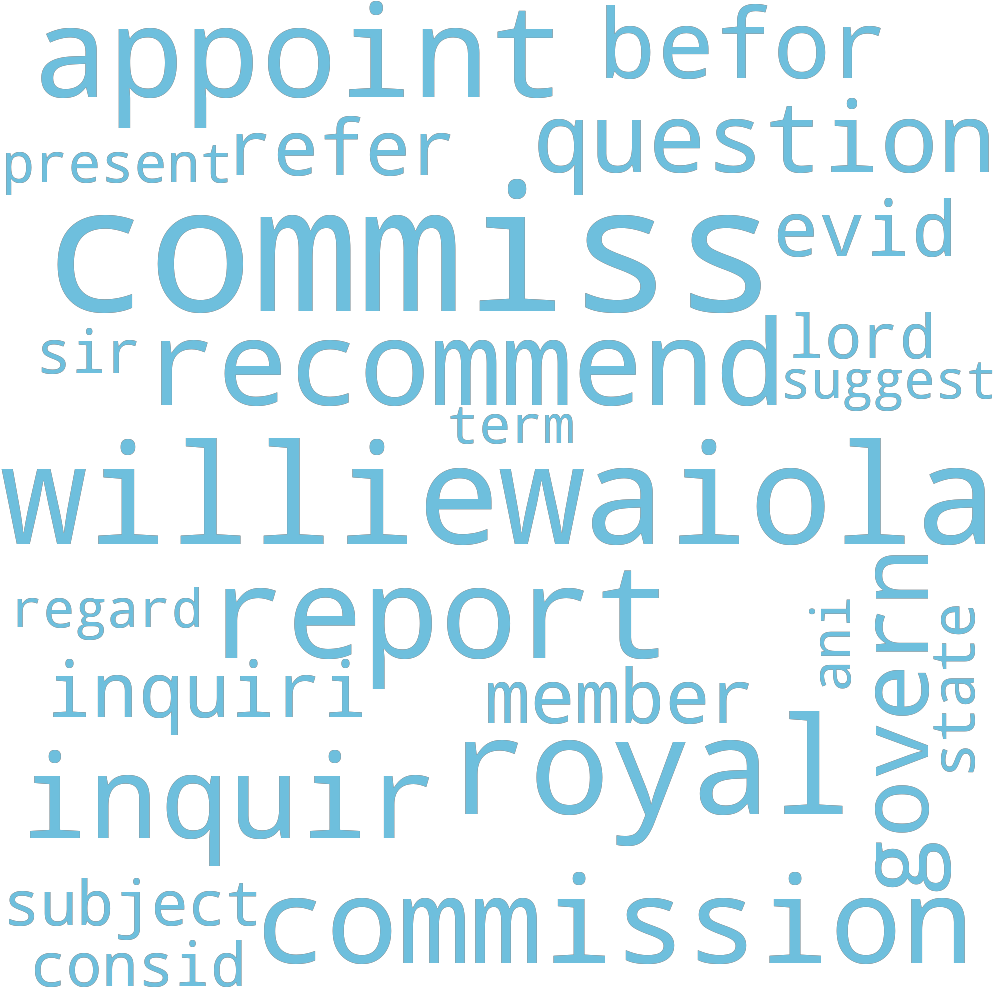 appoint
befor
question
present
refer
commiss
evid
sir
recommend
lord
suggest
term
williewaiola
regard
report
ani
govern
state
inquiri
member
inquir
royal
subject
commission
consid